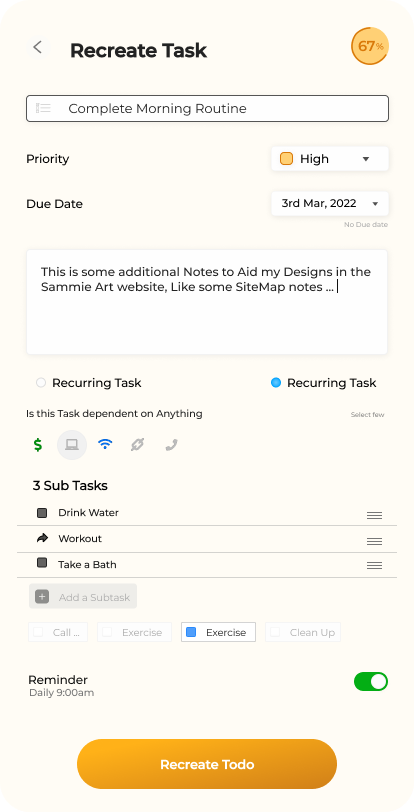 Recreate Task
67%
Complete Morning Routine
Priority
High
Due Date
3rd Mar, 2022
No Due date
This is some additional Notes to Aid my Designs in the
Sammie Art website, Like some SiteMap notes ...
Recurring Task
Recurring Task
Is this Task dependent on Anything
Select few
3 Sub Tasks
Drink Water
Workout
Take a Bath
Add a Subtask
Call ...
Exercise
Exercise
Clean Up
Reminder
Daily 9:00am
Recreate Todo